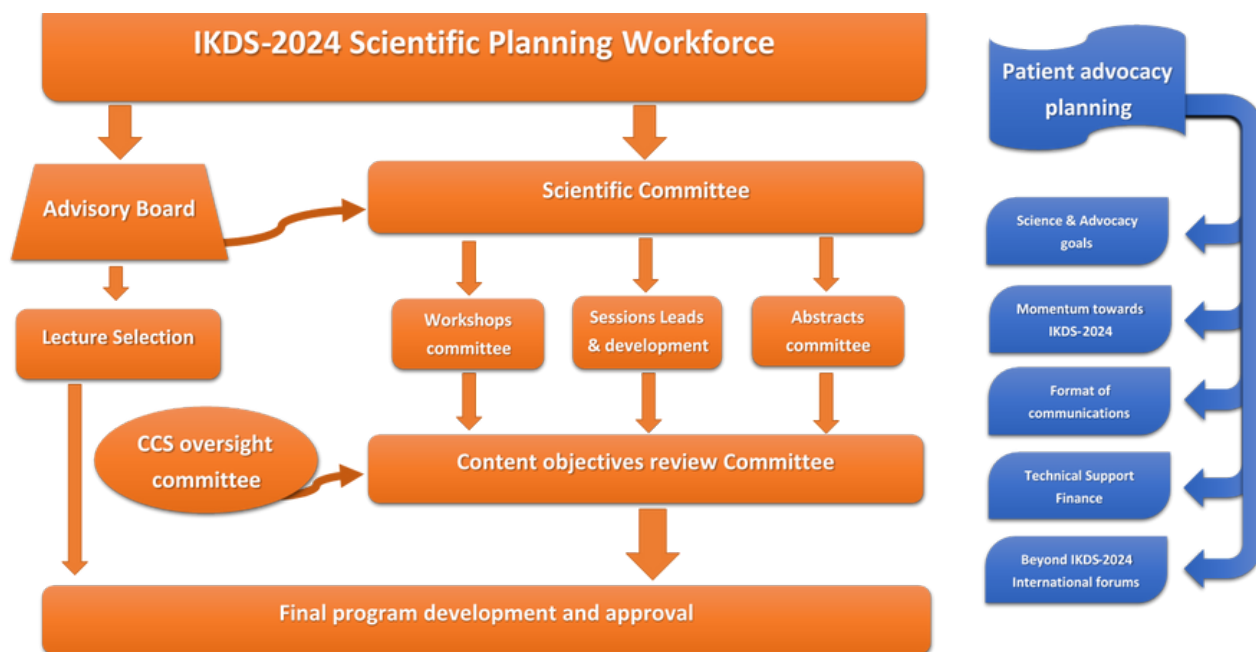 IKDS-2024 Scientific Planning Workforce
Advisory Board
Scientific Committee
Lecture Selection
Workshops
committee
Sessions Leads
& development
Abstracts
committee
CCS oversight
committee
Content objectives review Committee
Final program development and approval
Patient advocacy
planning
Science & Advocacy
goals
Momentum towards
IKDS-2024
Format of
communications
Technical Support
Finance
Beyond IKDS-2024
International forums